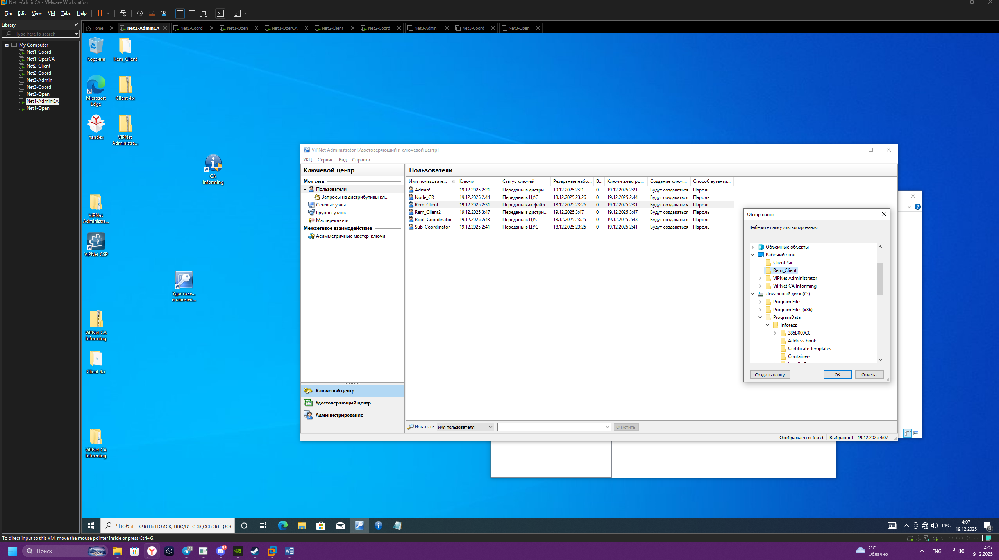 Net1-AdminCA - VMware Workstation
File Edit View VM Tabs Help
Library
Type here to search
My Computer
Net1-Coord
Net1-OperCA
Net2-Client
Net2-Coord
Net3-Admin
Net3-Coord
Net3-Open
Net1-AdminCA
Net1-Open
Home Net1-AdminCA Net1-Coord Net1-Open Net1-OperCA Net2-Client Net2-Coord Net3-Admin Net3-Coord Net3-Open
Корзина
Rem_Client
Microsoft
Edge
Client 4.x
Yandex
ViPNet
Administra...
CA
Informing
ViPNet
Administra...
ViPNet CSP
Удостове...
и ключев...
ViPNet CA
Informing
Client 4.x
ViPNet CA
Informing
ViPNet Administrator [Удостоверяющий и ключевой центр]
УКЦ Сервис Вид Справка
Ключевой центр
Моя сеть
Пользователи
Запросы на дистрибутивы кл...
Сетевые узлы
Группы узлов
Мастер-ключи
Межсетевое взаимодействие
Асимметричные мастер-ключи
Ключевой центр
Удостоверяющий центр
Администрирование
Пользователи
Имя пользовате... Ключи Статус ключей Резервные набо... В... Ключи электро... Создание ключ... Способ аутенти...
AdminS 19.12.2025 2:21 Переданы в дистри... 19.12.2025 2:21 0 19.12.2025 2:21 Будут создаваться Пароль
Node_CR 19.12.2025 2:44 Переданы в ЦУС 18.12.2025 23:26 0 19.12.2025 2:44 Будут создаваться Пароль
Rem_Client 19.12.2025 2:31 Переданы как файл 18.12.2025 23:26 0 19.12.2025 2:31 Будут создаваться Пароль
Rem_Client2 19.12.2025 3:47 Переданы в дистри... 19.12.2025 3:47 0 19.12.2025 3:47 Будут создаваться Пароль
Root_Coordinator 19.12.2025 2:43 Переданы в ЦУС 18.12.2025 23:25 0 19.12.2025 2:43 Будут создаваться Пароль
Sub_Coordinator 19.12.2025 2:41 Переданы в ЦУС 18.12.2025 23:25 0 19.12.2025 2:41 Будут создаваться Пароль
Искать в: Имя пользователя Очистить
Отображается: 6 из 6 Выбрано: 1 19.12.2025 4:07
Обзор папок
Выберите папку для копирования
Объемные объекты
Рабочий стол
Client 4.x
Rem_Client
ViPNet Administrator
ViPNet CA Informing
Локальный диск (C:)
Program Files
Program Files (x86)
ProgramData
Infotecs
386B000C0
Address book
Certificate Templates
Containers
Создать папку OK Отмена
Чтобы начать поиск, введите здесь запрос
РУС
4:07
19.12.2025
4
To direct input to this VM, move the mouse pointer inside or press Ctrl+G.
Поиск
73
9+
2°C
Облачно
ENG
4:07
19.12.2025